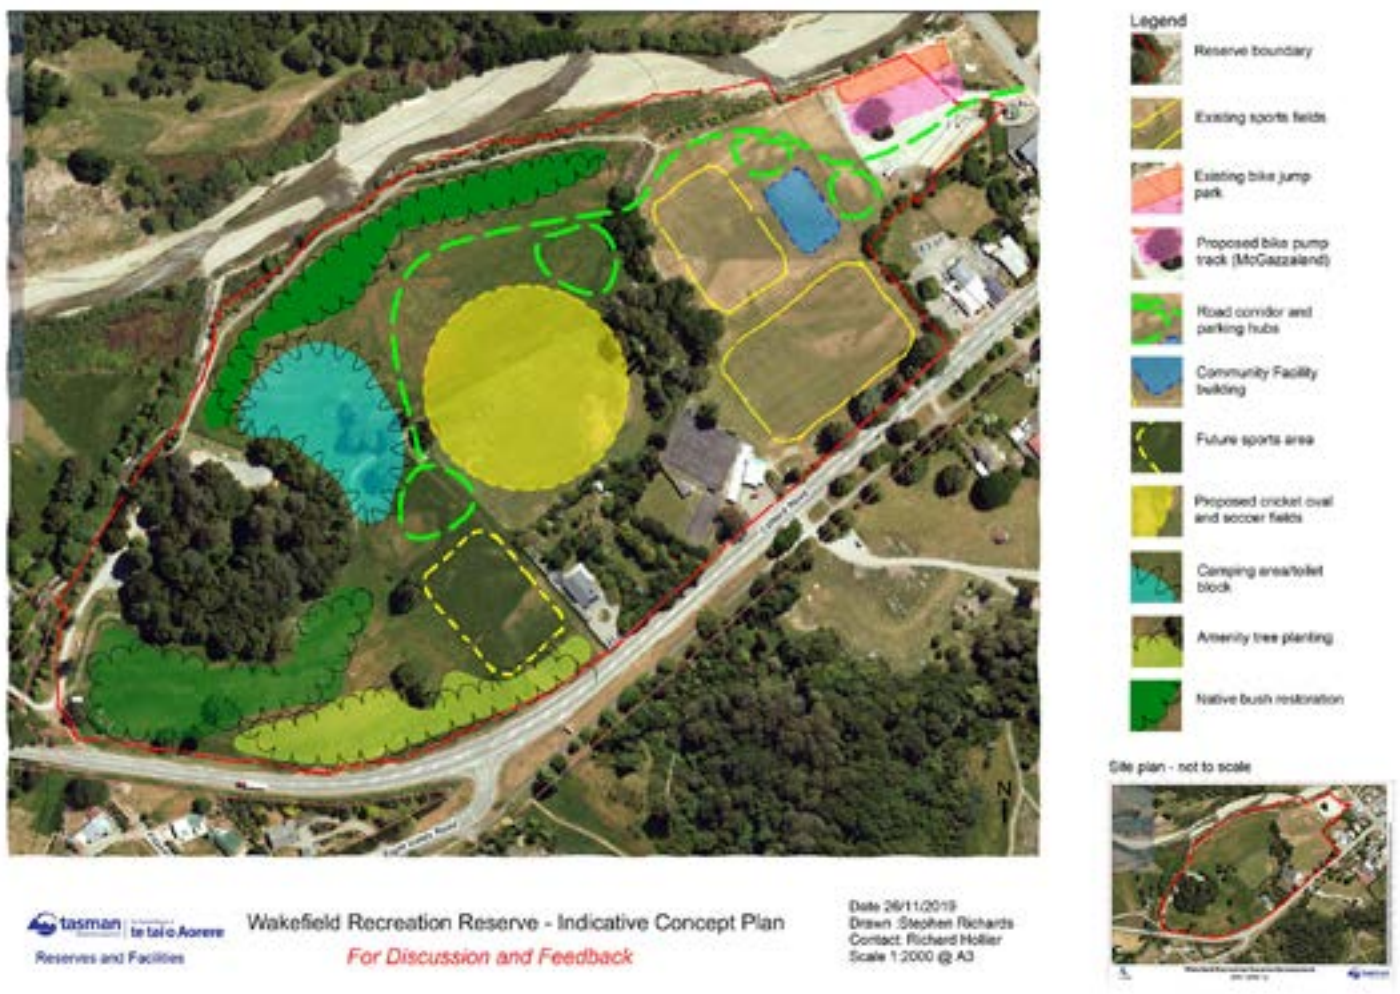 Legend
Reserve boundary
Existing sports fields
Existing bike jump
park
Proposed bike pump
track (McGazzaland)
Road corridor and
parking hubs
Community Facility
building
Future sports area
Proposed cricket oval
and soccer fields
Camping area/toilet
block
Amenity tree planting
Native bush restoration
Site plan - not to scale
N
Road
Road
tasman
te tai o Aorere
Reserves and Facilities
Wakefield Recreation Reserve - Indicative Concept Plan
For Discussion and Feedback
Date 26/11/2019
Drawn :Stephen Richards
Contact: Richard Hollier
Scale 1:2000 @ A3
tasman